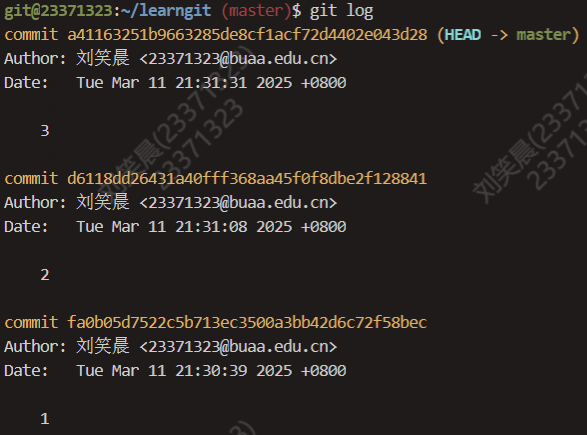 git@23371323:~/learngit (master)$ git log
commit a41163251b9663285de8cf1acf72d4402e043d28 (HEAD -> master)
Author: 刘笑晨 <23371323@buaa.edu.cn>
Date:   Tue Mar 11 21:31:31 2025 +0800
3
commit d6118dd26431a40fff368aa45f0f8dbe2f128841
Author: 刘笑晨 <23371323@buaa.edu.cn>
Date:   Tue Mar 11 21:31:08 2025 +0800
2
commit fa0b05d7522c5b713ec3500a3bb42d6c72f58bec
Author: 刘笑晨 <23371323@buaa.edu.cn>
Date:   Tue Mar 11 21:30:39 2025 +0800
1
刘笑晨(23371323)
23371323
刘笑晨(23371323)
23371323